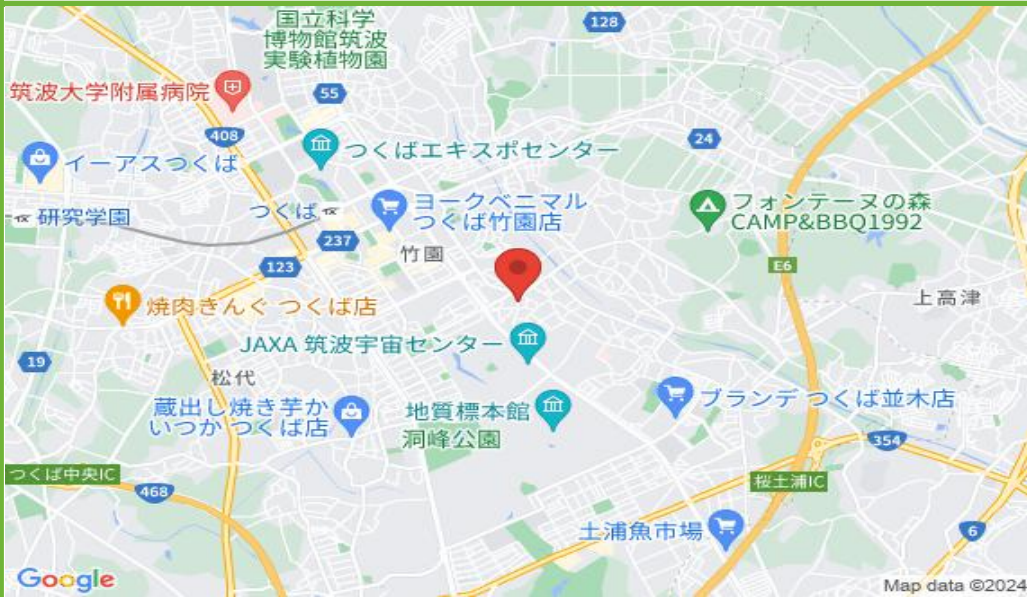 国立科学
博物館筑波
実験植物園
128
筑波大学附属病院
55
408
24
つくばエキスポセンター
イーアスつくば
ヨークベニマル
つくば竹園店
フォンテーヌの森
CAMP&BBQ1992
研究学園
つくば
237
竹園
123
E6
焼肉きんぐ つくば店
上高津
JAXA 筑波宇宙センター
19
松代
蔵出し焼き芋か
いつか つくば店
地質標本館
洞峰公園
ブランデ つくば並木店
354
つくば中央IC
468
桜土浦IC
土浦魚市場
6
Google
Map data ©2024